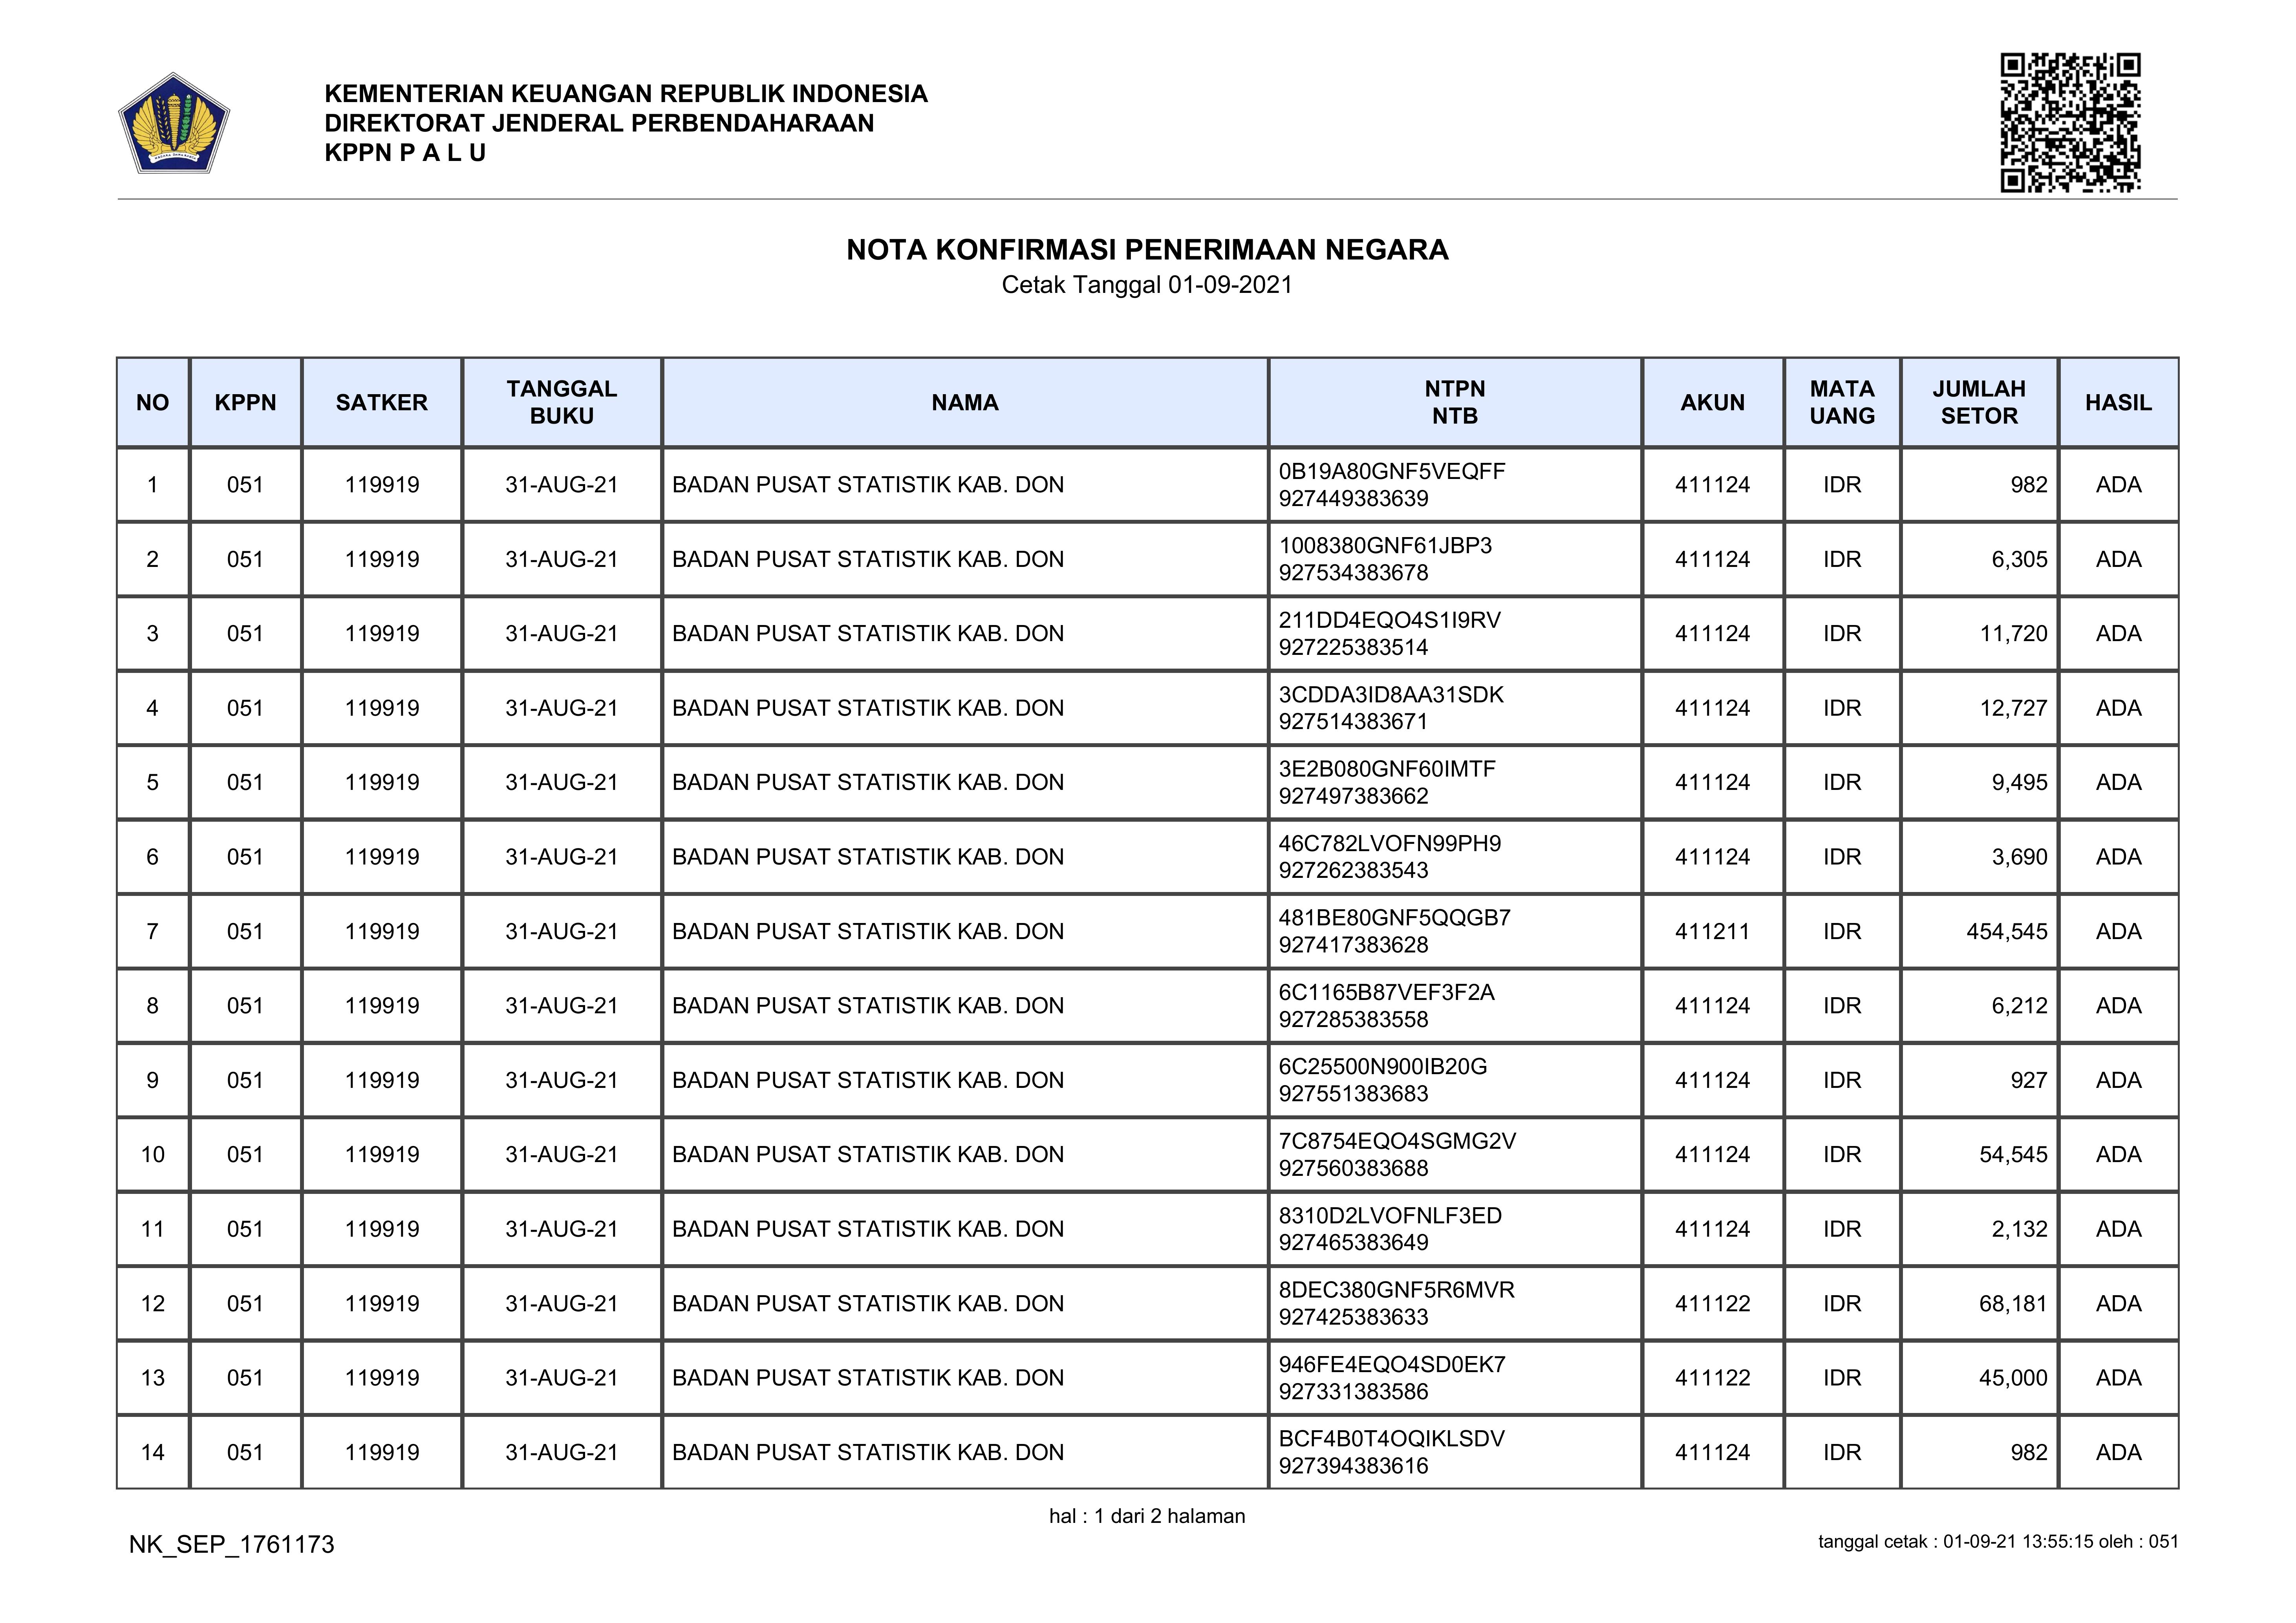 KEMENTERIAN KEUANGAN REPUBLIK INDONESIA
DIREKTORAT JENDERAL PERBENDAHARAAN
KPPN P A L U
NOTA KONFIRMASI PENERIMAAN NEGARA
Cetak Tanggal 01-09-2021
NO KPPN SATKER TANGGAL BUKU NAMA NTPN NTB AKUN MATA UANG JUMLAH SETOR HASIL
1 051 119919 31-AUG-21 BADAN PUSAT STATISTIK KAB. DON 0B19A80GNF5VEQFF 927449383639 411124 IDR 982 ADA
2 051 119919 31-AUG-21 BADAN PUSAT STATISTIK KAB. DON 1008380GNF61JBP3 927534383678 411124 IDR 6,305 ADA
3 051 119919 31-AUG-21 BADAN PUSAT STATISTIK KAB. DON 211DD4EQO4S1I9RV 927225383514 411124 IDR 11,720 ADA
4 051 119919 31-AUG-21 BADAN PUSAT STATISTIK KAB. DON 3CDDA3ID8AA31SDK 927514383671 411124 IDR 12,727 ADA
5 051 119919 31-AUG-21 BADAN PUSAT STATISTIK KAB. DON 3E2B080GNF60IMTF 927497383662 411124 IDR 9,495 ADA
6 051 119919 31-AUG-21 BADAN PUSAT STATISTIK KAB. DON 46C782LVOFN99PH9 927262383543 411124 IDR 3,690 ADA
7 051 119919 31-AUG-21 BADAN PUSAT STATISTIK KAB. DON 481BE80GNF5QQGB7 927417383628 411211 IDR 454,545 ADA
8 051 119919 31-AUG-21 BADAN PUSAT STATISTIK KAB. DON 6C1165B87VEF3F2A 927285383558 411124 IDR 6,212 ADA
9 051 119919 31-AUG-21 BADAN PUSAT STATISTIK KAB. DON 6C25500N900IB20G 927551383683 411124 IDR 927 ADA
10 051 119919 31-AUG-21 BADAN PUSAT STATISTIK KAB. DON 7C8754EQO4SGMG2V 927560383688 411124 IDR 54,545 ADA
11 051 119919 31-AUG-21 BADAN PUSAT STATISTIK KAB. DON 8310D2LVOFNLF3ED 927465383649 411124 IDR 2,132 ADA
12 051 119919 31-AUG-21 BADAN PUSAT STATISTIK KAB. DON 8DEC380GNF5R6MVR 927425383633 411122 IDR 68,181 ADA
13 051 119919 31-AUG-21 BADAN PUSAT STATISTIK KAB. DON 946FE4EQO4SD0EK7 927331383586 411122 IDR 45,000 ADA
14 051 119919 31-AUG-21 BADAN PUSAT STATISTIK KAB. DON BCF4B0T4OQIKLSDV 927394383616 411124 IDR 982 ADA
hal : 1 dari 2 halaman
NK_SEP_1761173
tanggal cetak : 01-09-21 13:55:15 oleh : 051